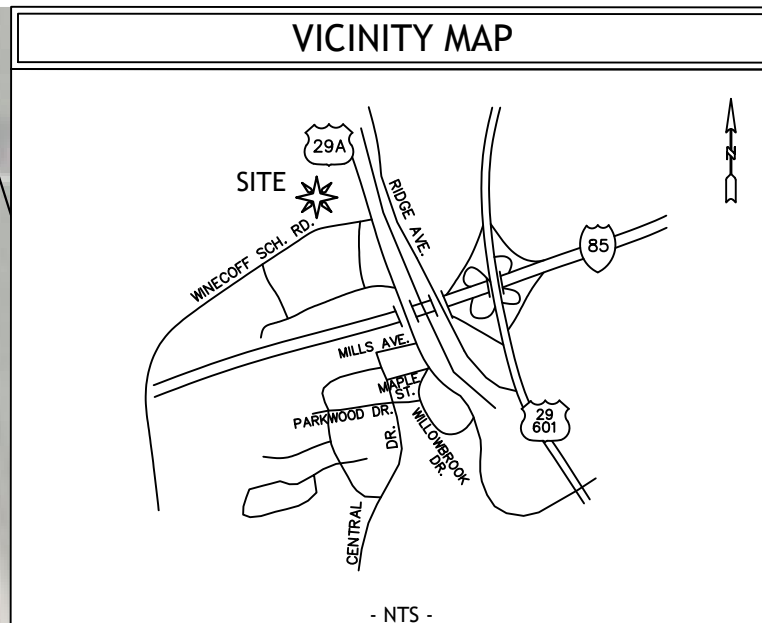 VICINITY MAP
29A
SITE
RIDGE AVE.
N
WINECOFF SCH. RD.
85
MILLS AVE.
MAPLE
ST.
PARKWOOD DR.
29
601
WILLOWBROOK
DR.
CENTRAL
DR.
- NTS -